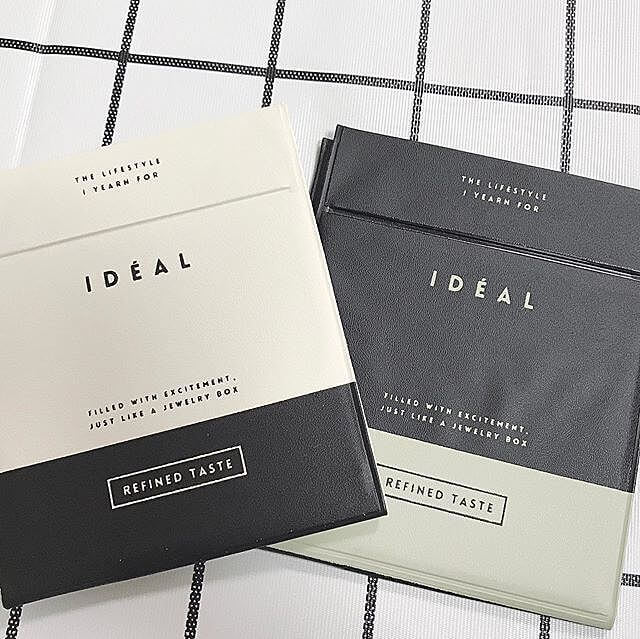 THE LIFESTYLE
I YEARN FOR
IDÉAL
FILLED WITH EXCITEMENT,
JUST LIKE A JEWELRY BOX
REFINED TASTE
THE LIFESTYLE
I YEARN FOR
IDÉAL
FILLED WITH EXCITEMENT,
JUST LIKE A JEWELRY BOX
REFINED TASTE